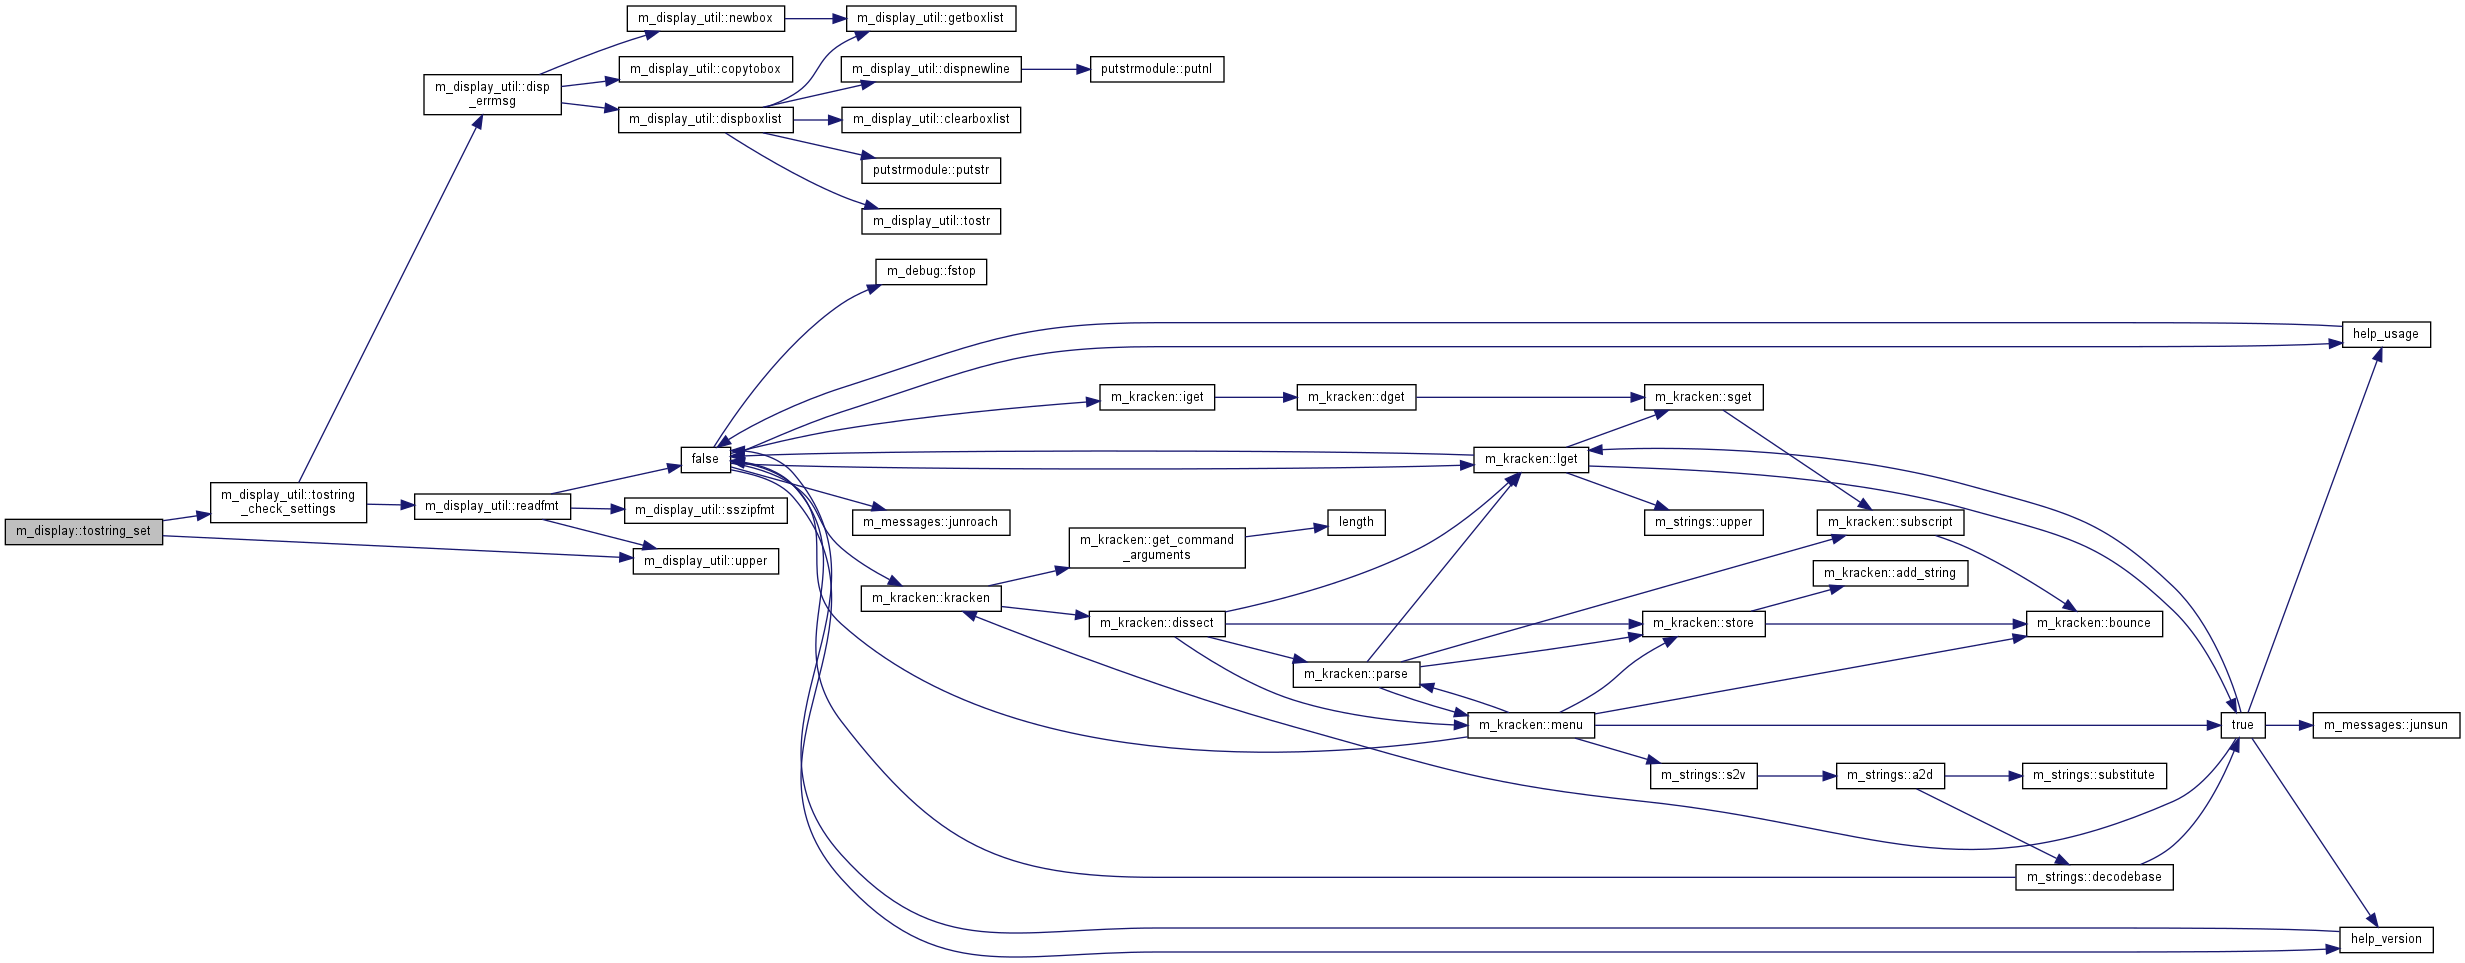 m_display_util::newbox
m_display_util::getboxlist
m_display_util::copytobox
m_display_util::dispnewline
putstrmodule::putnl
m_display_util::disp
_errmsg
m_display_util::dispboxlist
m_display_util::clearboxlist
putstrmodule::putstr
m_display_util::tostr
m_debug::fstop
help_usage
m_kracken::iget
m_kracken::dget
m_kracken::sget
false
m_kracken::lget
m_display_util::tostring
_check_settings
m_display_util::readfmt
m_display_util::sszipfmt
m_messages::junroach
length
m_strings::upper
m_kracken::subscript
m_display::tostring_set
m_display_util::upper
m_kracken::get_command
_arguments
m_kracken::add_string
m_kracken::kracken
m_kracken::dissect
m_kracken::store
m_kracken::bounce
m_kracken::parse
m_kracken::menu
true
m_messages::junsun
m_strings::s2v
m_strings::a2d
m_strings::substitute
m_strings::decodebase
help_version